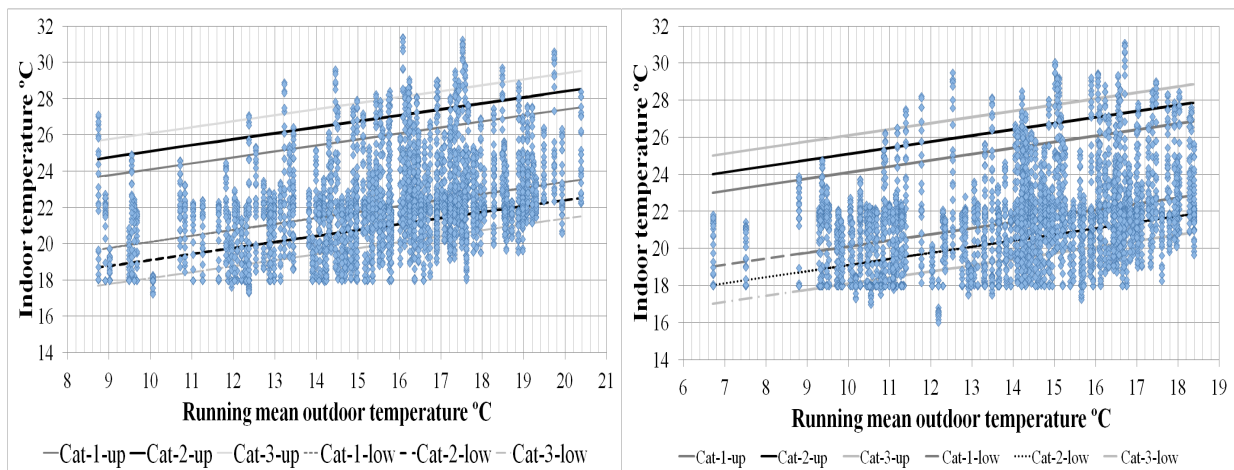 Indoor temperature ºC
32
30
28
26
24
22
20
18
16
14
8 9 10 11 12 13 14 15 16 17 18 19 20 21
Running mean outdoor temperature ºC
Cat-1-up Cat-2-up Cat-3-up Cat-1-low Cat-2-low Cat-3-low
Indoor temperature ºC
32
30
28
26
24
22
20
18
16
14
6 7 8 9 10 11 12 13 14 15 16 17 18 19
Running mean outdoor temperature ºC
Cat-1-up Cat-2-up Cat-3-up Cat-1-low Cat-2-low Cat-3-low